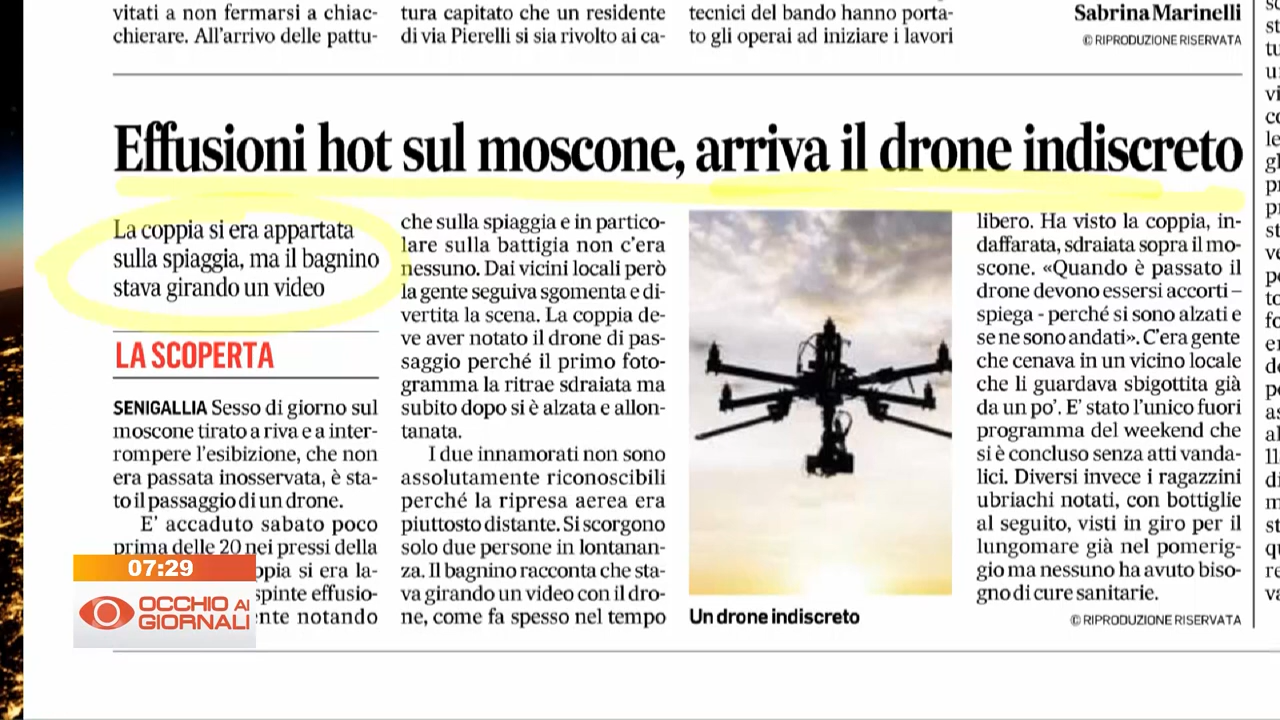 vitati a non fermarsi a chiac-
chierare. All'arrivo delle pattu-
tura capitato che un residente
di via Pierelli si sia rivolto ai ca-
tecnici del bando hanno porta-
to gli operai ad iniziare i lavori
Sabrina Marinelli
© RIPRODUZIONE RISERVATA
Effusioni hot sul moscone, arriva il drone indiscreto
La coppia si era appartata
sulla spiaggia, ma il bagnino
stava girando un video
LA SCOPERTA
SENIGALLIA Sesso di giorno sul
moscone tirato a riva e a inter-
rompere l'esibizione, che non
era passata inosservata, è sta-
to il passaggio di un drone.
E' accaduto sabato poco
prima delle 20 nei pressi della
ppia si era la-
spinte effusio-
nte notando
che sulla spiaggia e in partico-
lare sulla battigia non c'era
nessuno. Dai vicini locali però
la gente seguiva sgomenta e di-
vertita la scena. La coppia de-
ve aver notato il drone di pas-
saggio perché il primo foto-
gramma la ritrae sdraiata ma
subito dopo si è alzata e allon-
tanata.
I due innamorati non sono
assolutamente riconoscibili
perché la ripresa aerea era
piuttosto distante. Si scorgono
solo due persone in lontanan-
za. Il bagnino racconta che sta-
va girando un video con il dro-
ne, come fa spesso nel tempo
Un drone indiscreto
libero. Ha visto la coppia, in-
daffarata, sdraiata sopra il mo-
scone. «Quando è passato il
drone devono essersi accorti –
spiega - perché si sono alzati e
se ne sono andati». C'era gente
che cenava in un vicino locale
che li guardava sbigottita già
da un po'. E' stato l'unico fuori
programma del weekend che
si è concluso senza atti vanda-
lici. Diversi invece i ragazzini
ubriachi notati, con bottiglie
al seguito, visti in giro per il
lungomare già nel pomerig-
gio ma nessuno ha avuto biso-
gno di cure sanitarie.
© RIPRODUZIONE RISERVATA
07:29
OCCHIO AI
GIORNALI